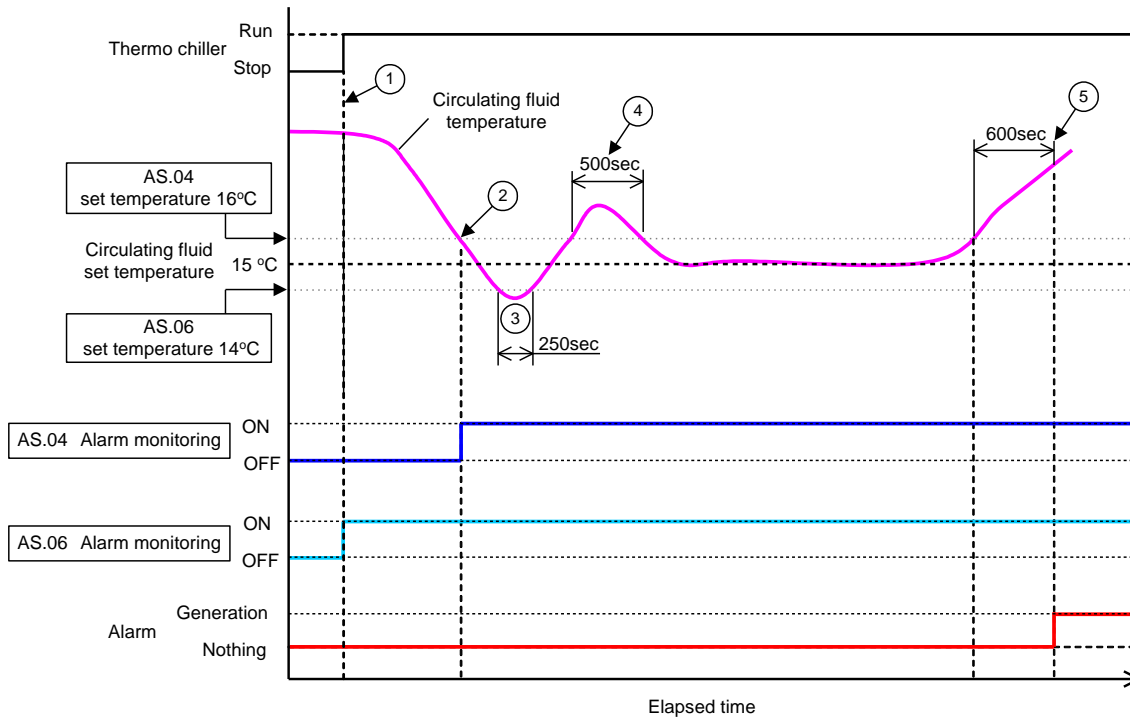 Run
Thermo chiller
Stop
1
Circulating fluid
temperature
4
5
500sec
600sec
AS.04
set temperature 16ºC
2
Circulating fluid
set temperature
15 ºC
AS.06
set temperature 14ºC
3
250sec
AS.04 Alarm monitoring
ON
OFF
AS.06 Alarm monitoring
ON
OFF
Alarm
Generation
Nothing
Elapsed time